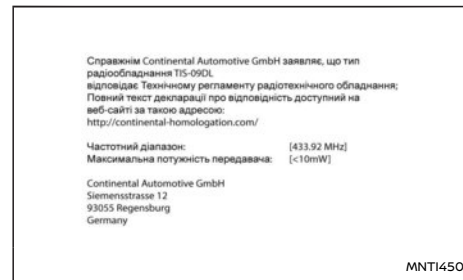 Справжнім Continental Automotive GmbH заявляє, що тип
радіообладнання TIS-09DL
відповідає Технічному регламенту радіотехнічного обладнання;
Повний текст декларації про відповідність доступний на
веб-сайті за такою адресою:
http://continental-homologation.com/
Частотний діапазон: [433.92 MHz]
Максимальна потужність передавача: [<10mW]
Continental Automotive GmbH
Siemensstrasse 12
93055 Regensburg
Germany
MNTI450